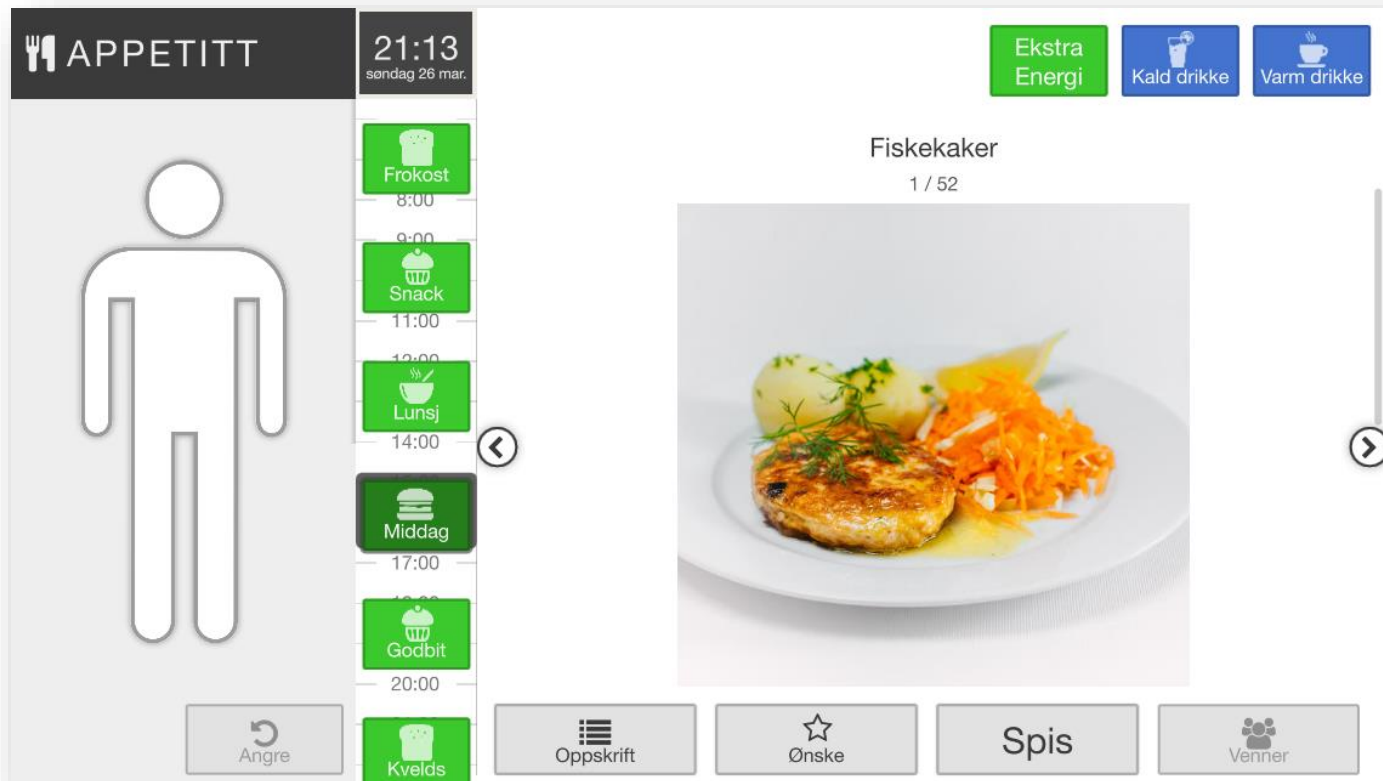 APPETITT
21:13
søndag 26 mar.
Ekstra
Energi
Kald drikke
Varm drikke
Frokost
8:00
9:00
Snack
11:00
12:00
Lunsj
14:00
Middag
17:00
Godbit
20:00
Kvelds
Angre
Fiskekaker
1 / 52
Oppskrift
Ønske
Spis
Venner